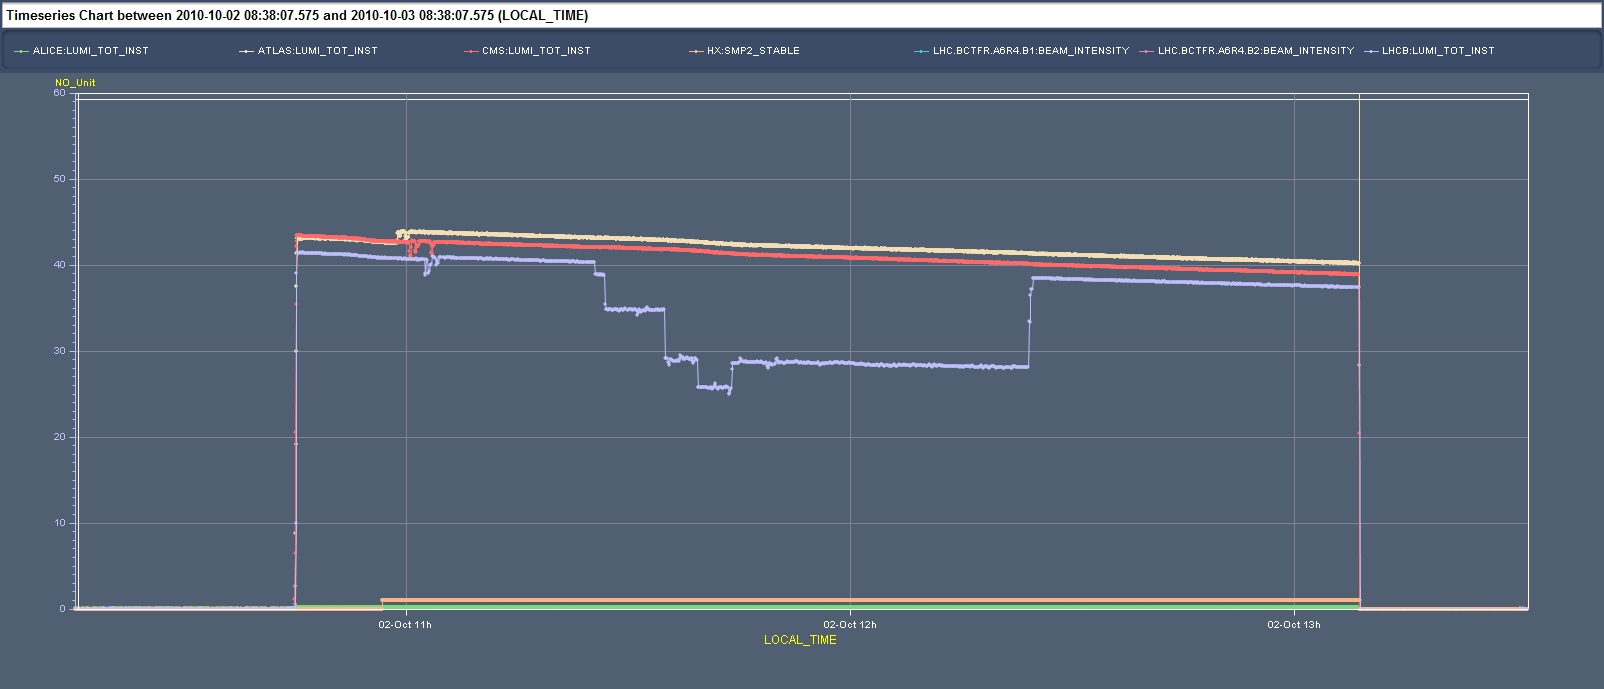 Timeseries Chart between 2010-10-02 08:38:07.575 and 2010-10-03 08:38:07.575 (LOCAL_TIME)
ALICE:LUMI_TOT_INST ATLAS:LUMI_TOT_INST CMS:LUMI_TOT_INST HX:SMP2_STABLE LHC.BCTFR.A6R4.B1:BEAM_INTENSITY LHC.BCTFR.A6R4.B2:BEAM_INTENSITY LHCB:LUMI_TOT_INST
NO_Unit
60
50
40
30
20
10
0
02-Oct 11h 02-Oct 12h 02-Oct 13h
LOCAL_TIME